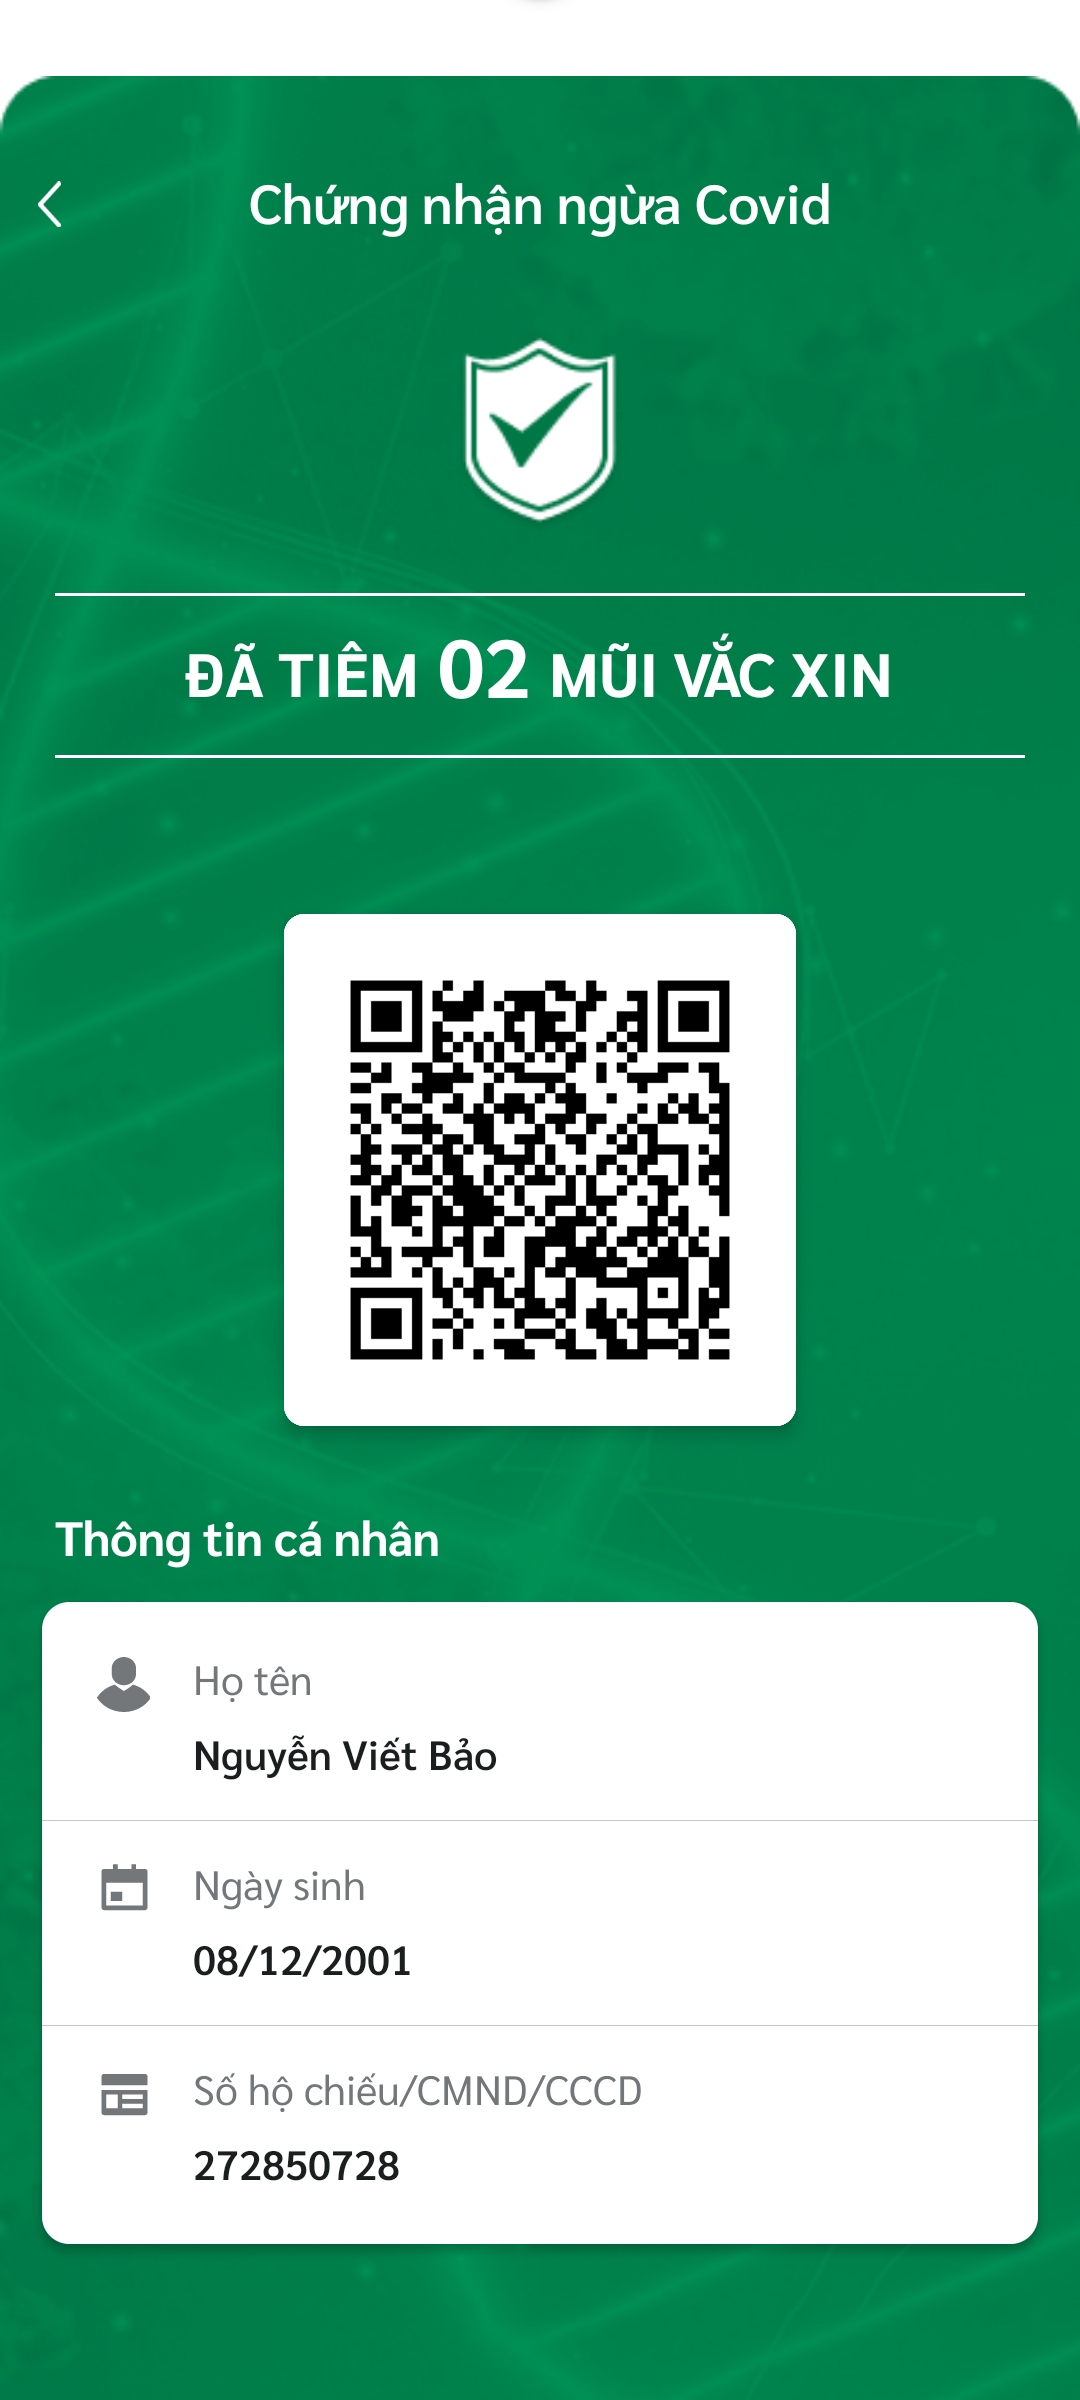 Chứng nhận ngừa Covid
ĐÃ TIÊM 02 MŨI VẮC XIN
Thông tin cá nhân
Họ tên
Nguyễn Viết Bảo
Ngày sinh
08/12/2001
Số hộ chiếu/CMND/CCCD
272850728